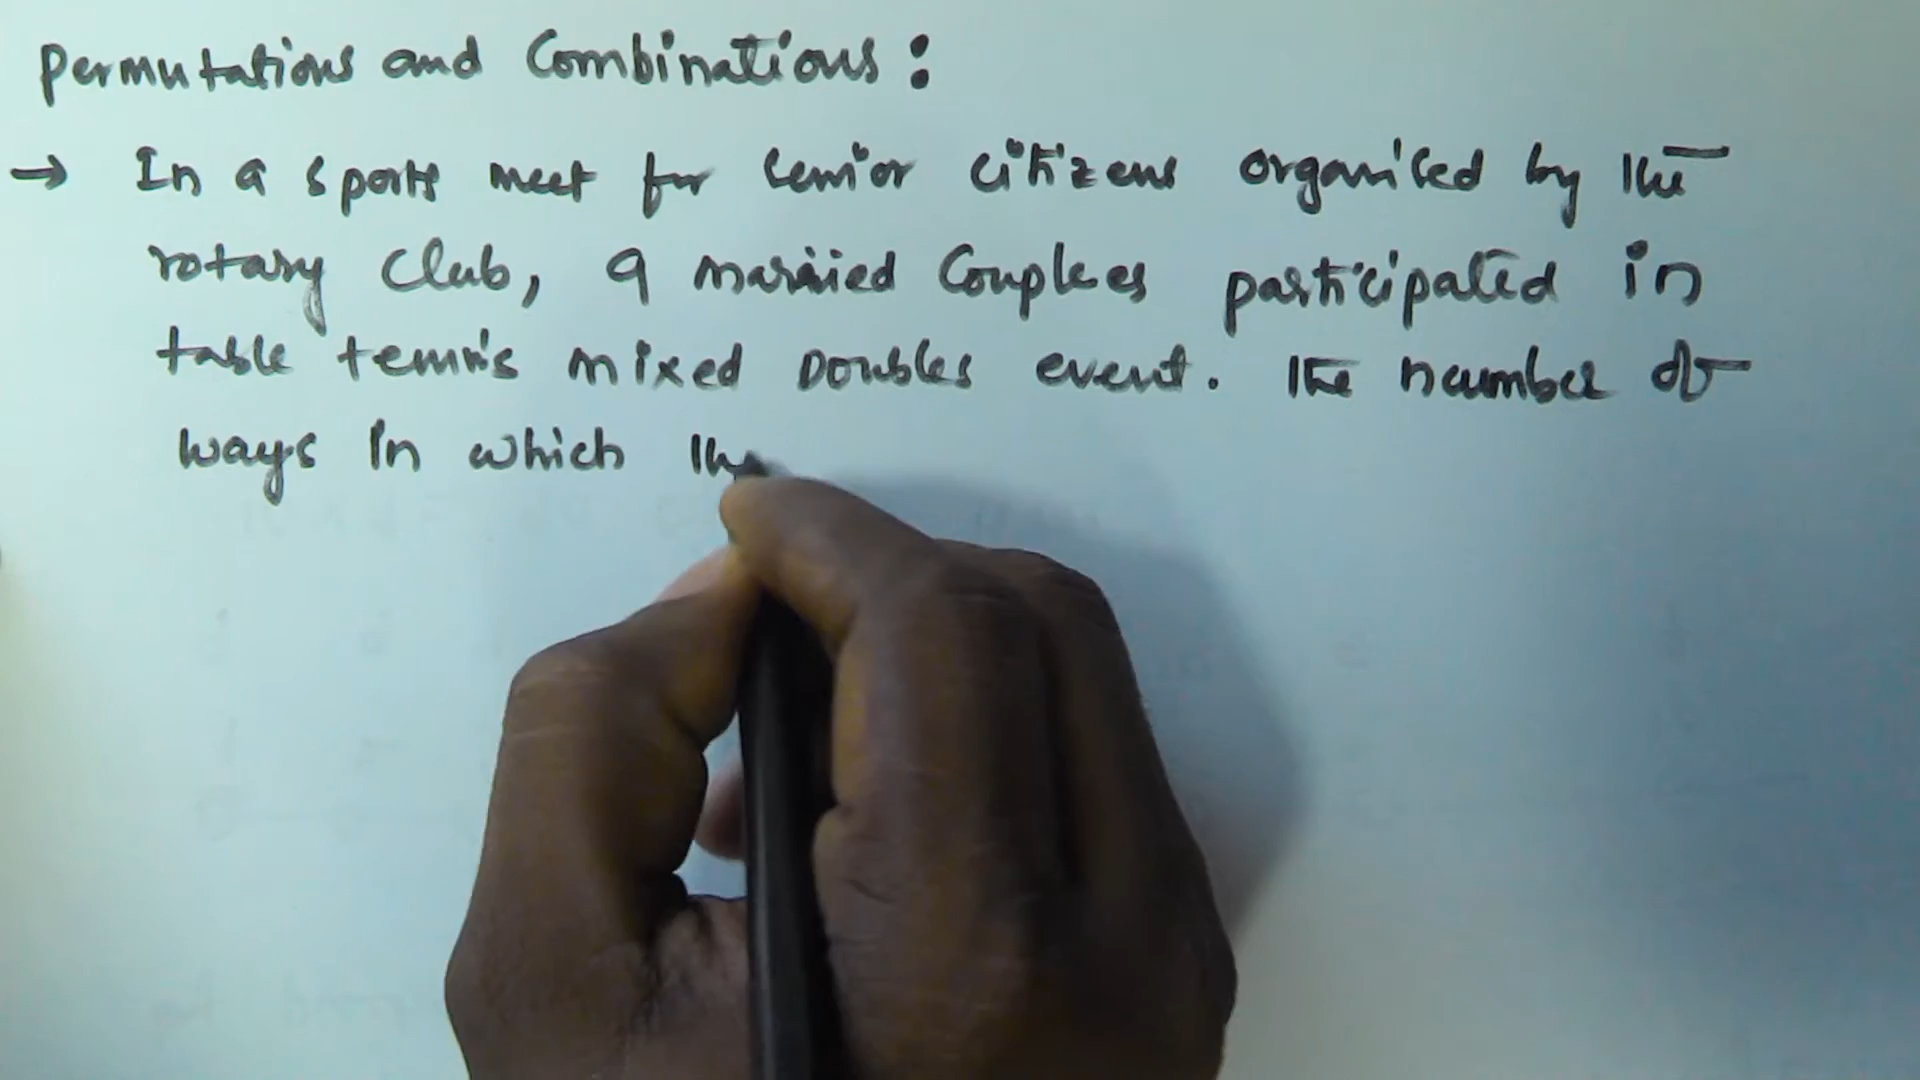 Permutations and Combinations:
→ In a sports meet for senior citizens organised by the
rotary Club, 9 married Couples participated in
table tennis mixed Doubles event. The number of
ways in which the